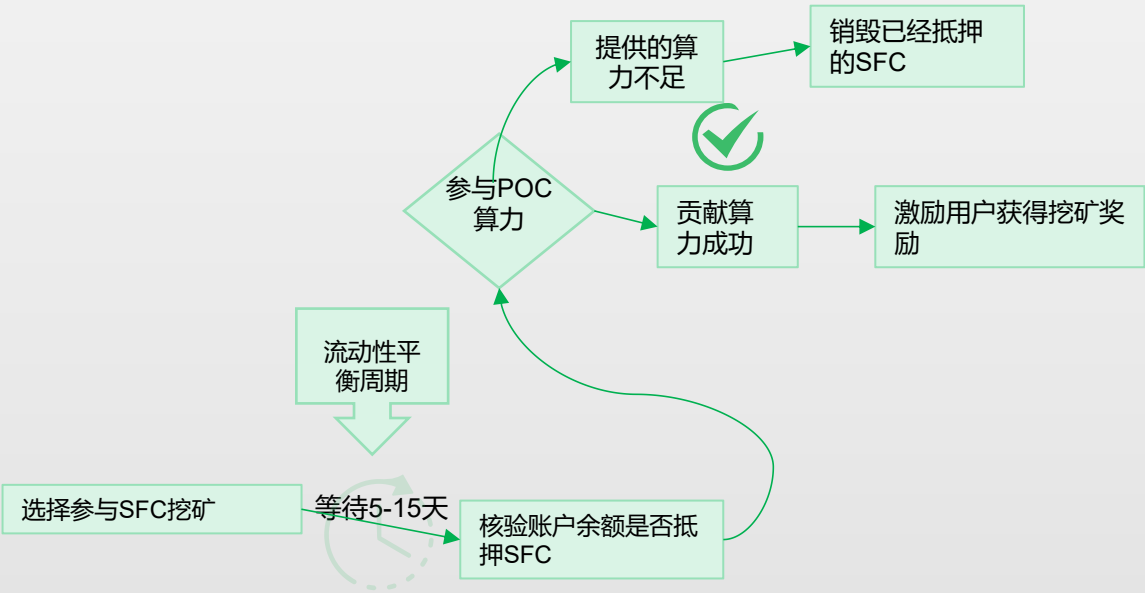 提供的算
力不足
销毁已经抵押
的SFC
参与POC
算力
贡献算
力成功
激励用户获得挖矿奖
励
流动性平
衡周期
选择参与SFC挖矿
等待5-15天
核验账户余额是否抵
押SFC